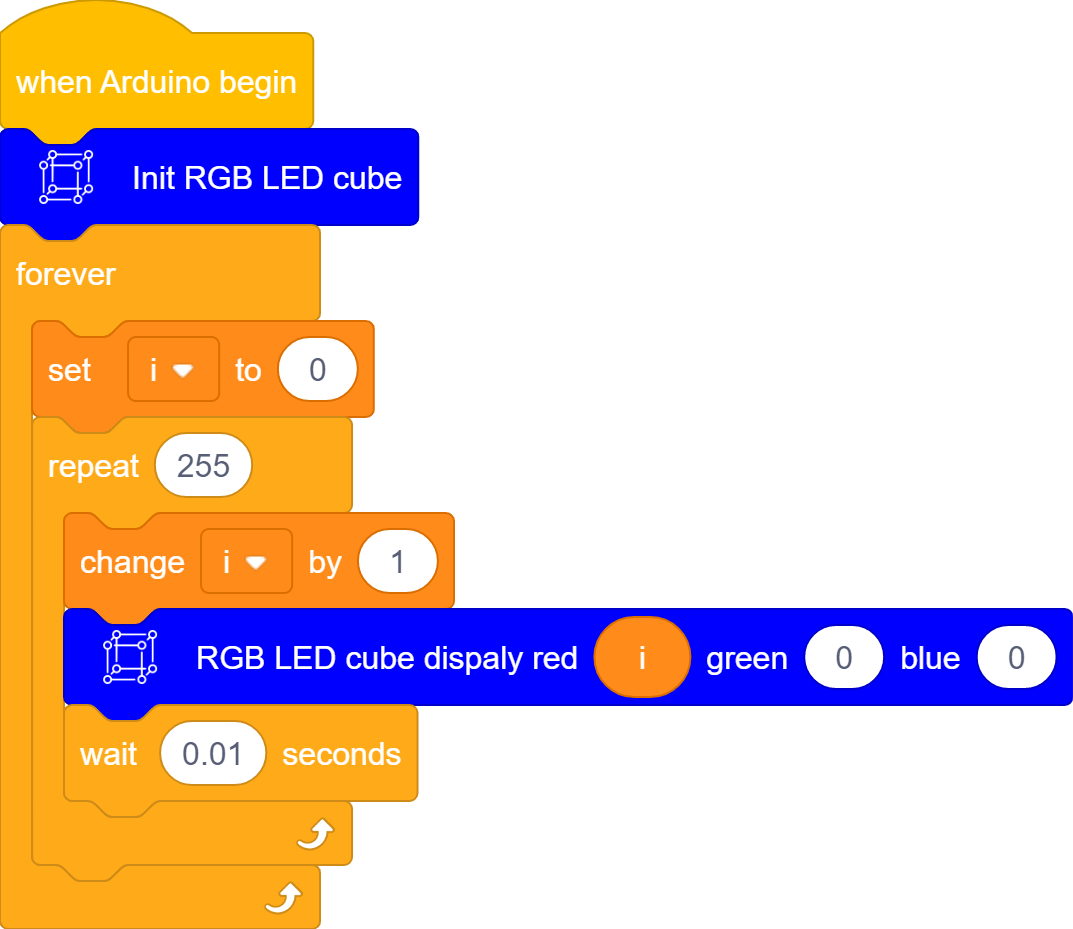 when Arduino begin
Init RGB LED cube
forever
set i to 0
repeat 255
change i by 1
RGB LED cube dispaly red i green 0 blue 0
wait 0.01 seconds